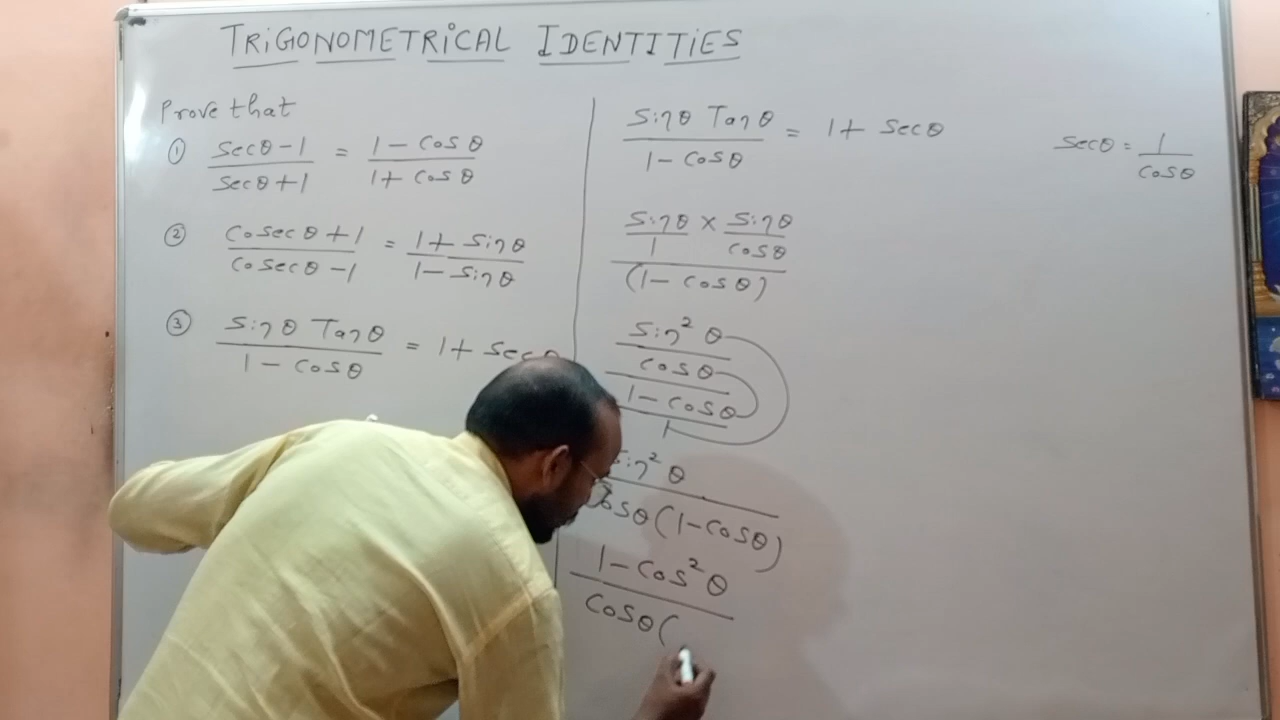 TRIGONOMETRICAL IDENTITIES
Prove that
① (secθ - 1)/(secθ + 1) = (1 - cosθ)/(1 + cosθ)
② (cosecθ + 1)/(cosecθ - 1) = (1 + sinθ)/(1 - sinθ)
③ (sinθ Tanθ)/(1 - cosθ) = 1 + sec
(sinθ Tanθ)/(1 - cosθ) = 1 + secθ
((sinθ/1) × (sinθ/cosθ))/(1 - cosθ)
(sin²θ/cosθ)/((1 - cosθ)/1)
sin²θ/(cosθ(1 - cosθ))
(1 - cos²θ)/(cosθ(
secθ = 1/cosθ